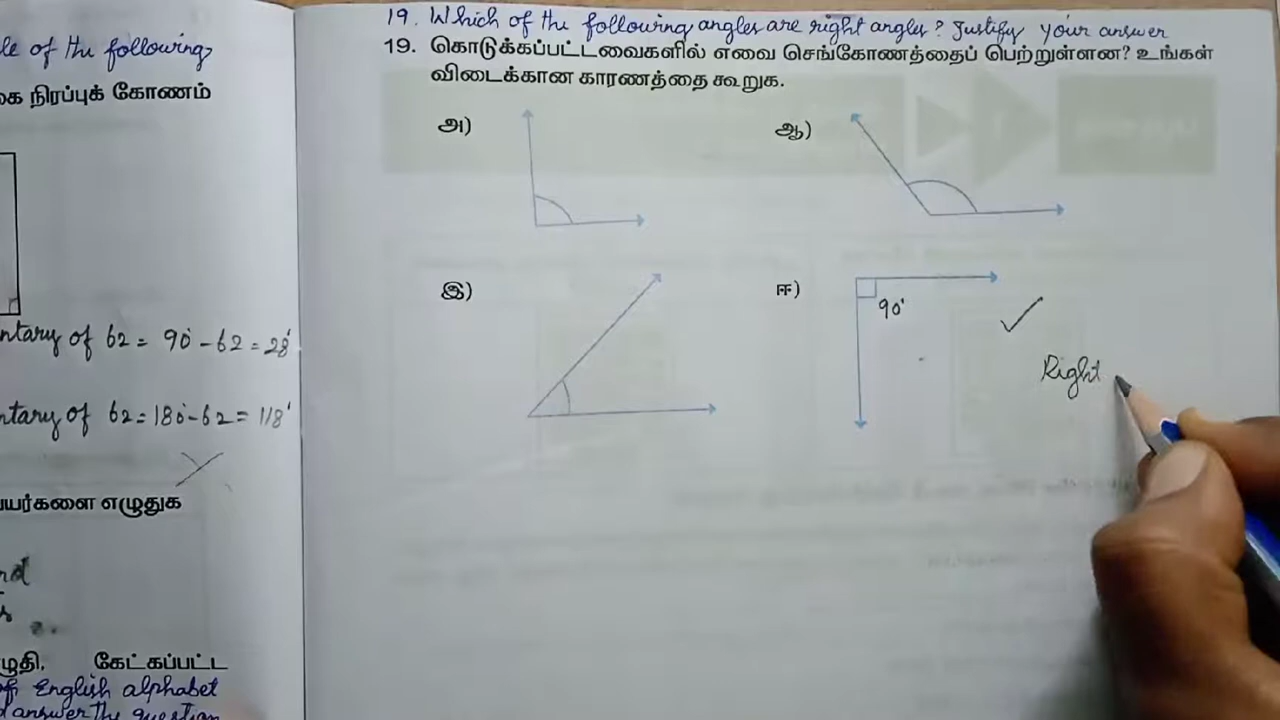 le of the following
கை நிரப்புக் கோணம்
ntary of 62 = 90° - 62 = 28°
ntary of 62 = 180° - 62 = 118°
பயர்களை எழுதுக
ழுதி, கேட்கப்பட்ட
of English alphabet
d answer the question
19. Which of the following angles are right angles? Justify your answer
19. கொடுக்கப்பட்டவைகளில் எவை செங்கோணத்தைப் பெற்றுள்ளன? உங்கள்
விடைக்கான காரணத்தை கூறுக.
அ)
ஆ)
இ)
ஈ)
90°
Right